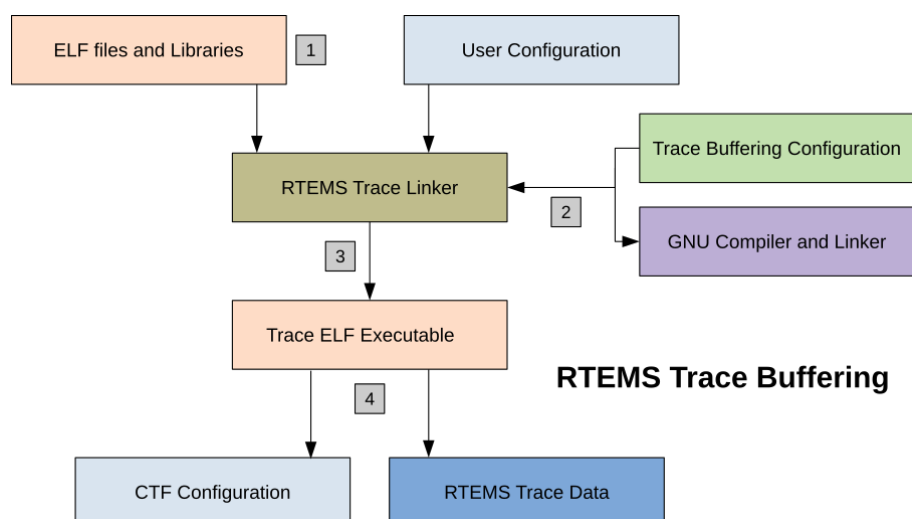 ELF files and Libraries
1
User Configuration
Trace Buffering Configuration
RTEMS Trace Linker
2
GNU Compiler and Linker
3
Trace ELF Executable
RTEMS Trace Buffering
4
CTF Configuration
RTEMS Trace Data